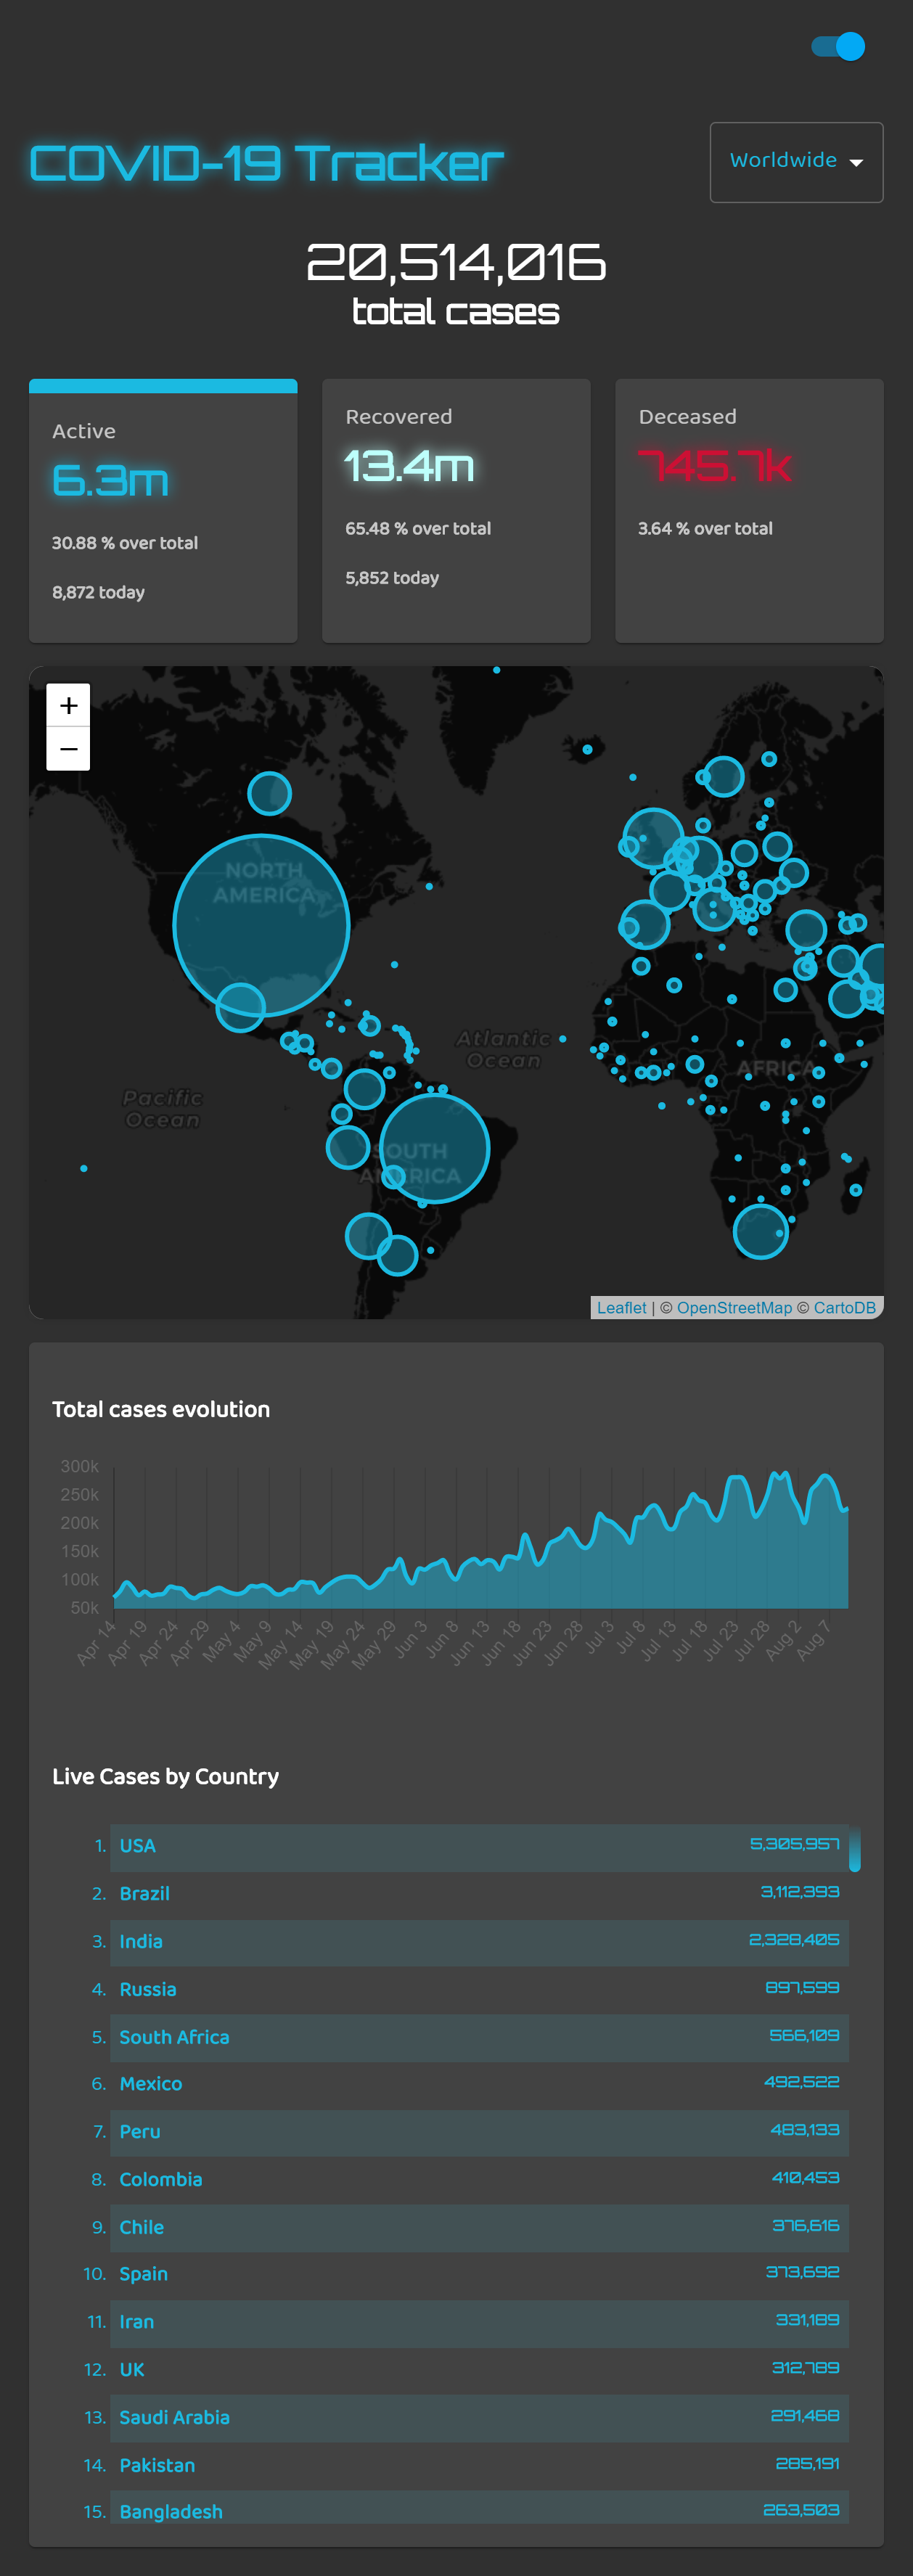 COVID-19 Tracker
Worldwide
20,514,016
total cases
Active
6.3m
30.88 % over total
8,872 today
Recovered
13.4m
65.48 % over total
5,852 today
Deceased
745.7k
3.64 % over total
+
−
NORTH
AMERICA
Atlantic
Ocean
AFRICA
Pacific
Ocean
SOUTH
AMERICA
Leaflet | © OpenStreetMap © CartoDB
Total cases evolution
300k
250k
200k
150k
100k
50k
Apr 14
Apr 19
Apr 24
Apr 29
May 4
May 9
May 14
May 19
May 24
May 29
Jun 3
Jun 8
Jun 13
Jun 18
Jun 23
Jun 28
Jul 3
Jul 8
Jul 13
Jul 18
Jul 23
Jul 28
Aug 2
Aug 7
Live Cases by Country
1. USA 5,305,957
2. Brazil 3,112,393
3. India 2,328,405
4. Russia 897,599
5. South Africa 566,109
6. Mexico 492,522
7. Peru 483,133
8. Colombia 410,453
9. Chile 376,616
10. Spain 373,692
11. Iran 331,189
12. UK 312,789
13. Saudi Arabia 291,468
14. Pakistan 285,191
15. Bangladesh 263,503